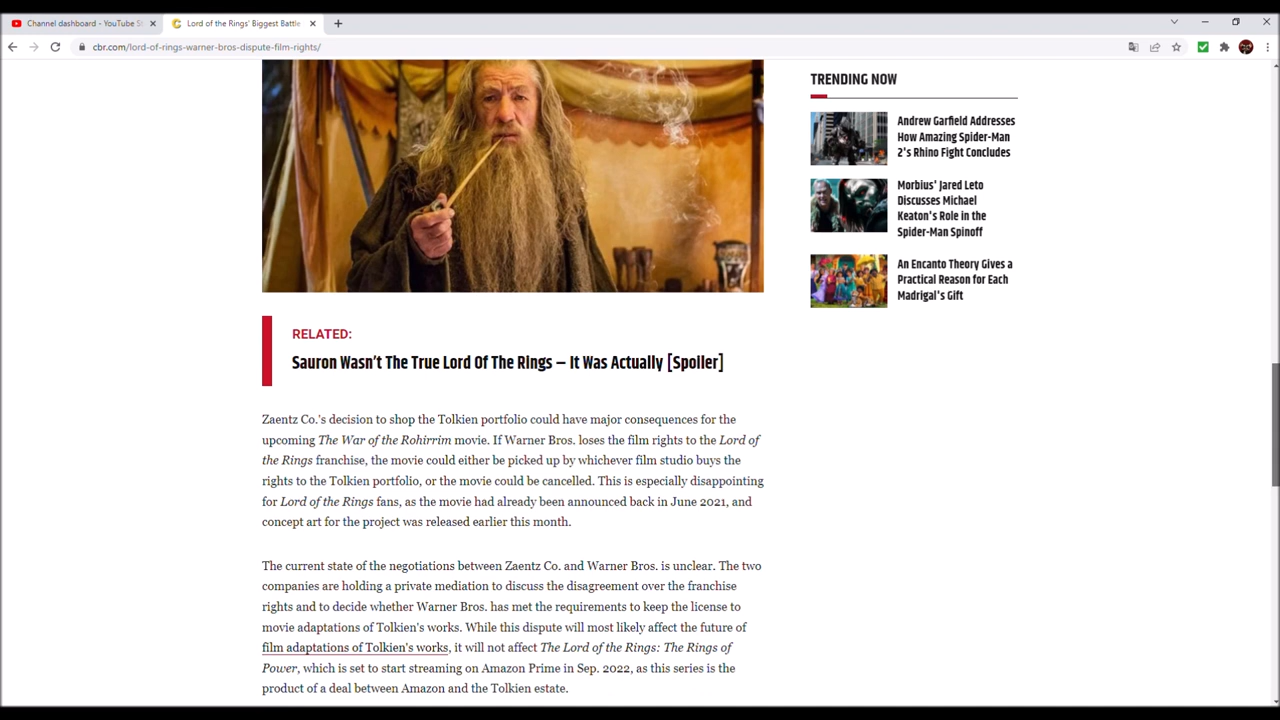 Channel dashboard - YouTube St
Lord of the Rings' Biggest Battle
cbr.com/lord-of-rings-warner-bros-dispute-film-rights/
TRENDING NOW
Andrew Garfield Addresses
How Amazing Spider-Man
2's Rhino Fight Concludes
Morbius' Jared Leto
Discusses Michael
Keaton's Role in the
Spider-Man Spinoff
An Encanto Theory Gives a
Practical Reason for Each
Madrigal's Gift
RELATED:
Sauron Wasn't The True Lord Of The Rings – It Was Actually [Spoiler]
Zaentz Co.'s decision to shop the Tolkien portfolio could have major consequences for the
upcoming The War of the Rohirrim movie. If Warner Bros. loses the film rights to the Lord of
the Rings franchise, the movie could either be picked up by whichever film studio buys the
rights to the Tolkien portfolio, or the movie could be cancelled. This is especially disappointing
for Lord of the Rings fans, as the movie had already been announced back in June 2021, and
concept art for the project was released earlier this month.
The current state of the negotiations between Zaentz Co. and Warner Bros. is unclear. The two
companies are holding a private mediation to discuss the disagreement over the franchise
rights and to decide whether Warner Bros. has met the requirements to keep the license to
movie adaptations of Tolkien's works. While this dispute will most likely affect the future of
film adaptations of Tolkien's works, it will not affect The Lord of the Rings: The Rings of
Power, which is set to start streaming on Amazon Prime in Sep. 2022, as this series is the
product of a deal between Amazon and the Tolkien estate.